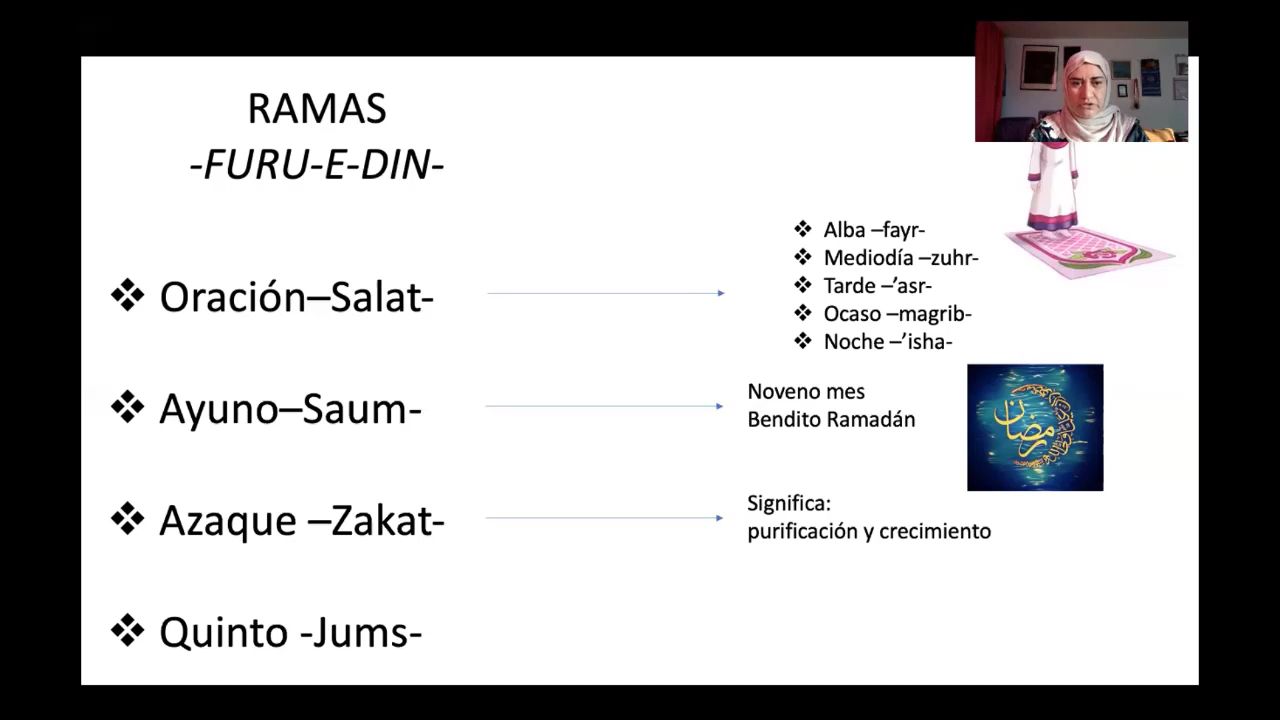 RAMAS
-FURU-E-DIN-
❖ Oración–Salat-
❖ Alba –fayr-
❖ Mediodía –zuhr-
❖ Tarde –’asr-
❖ Ocaso –magrib-
❖ Noche –’isha-
❖ Ayuno–Saum-
Noveno mes
Bendito Ramadán
رمضان
❖ Azaque –Zakat-
Significa:
purificación y crecimiento
❖ Quinto -Jums-